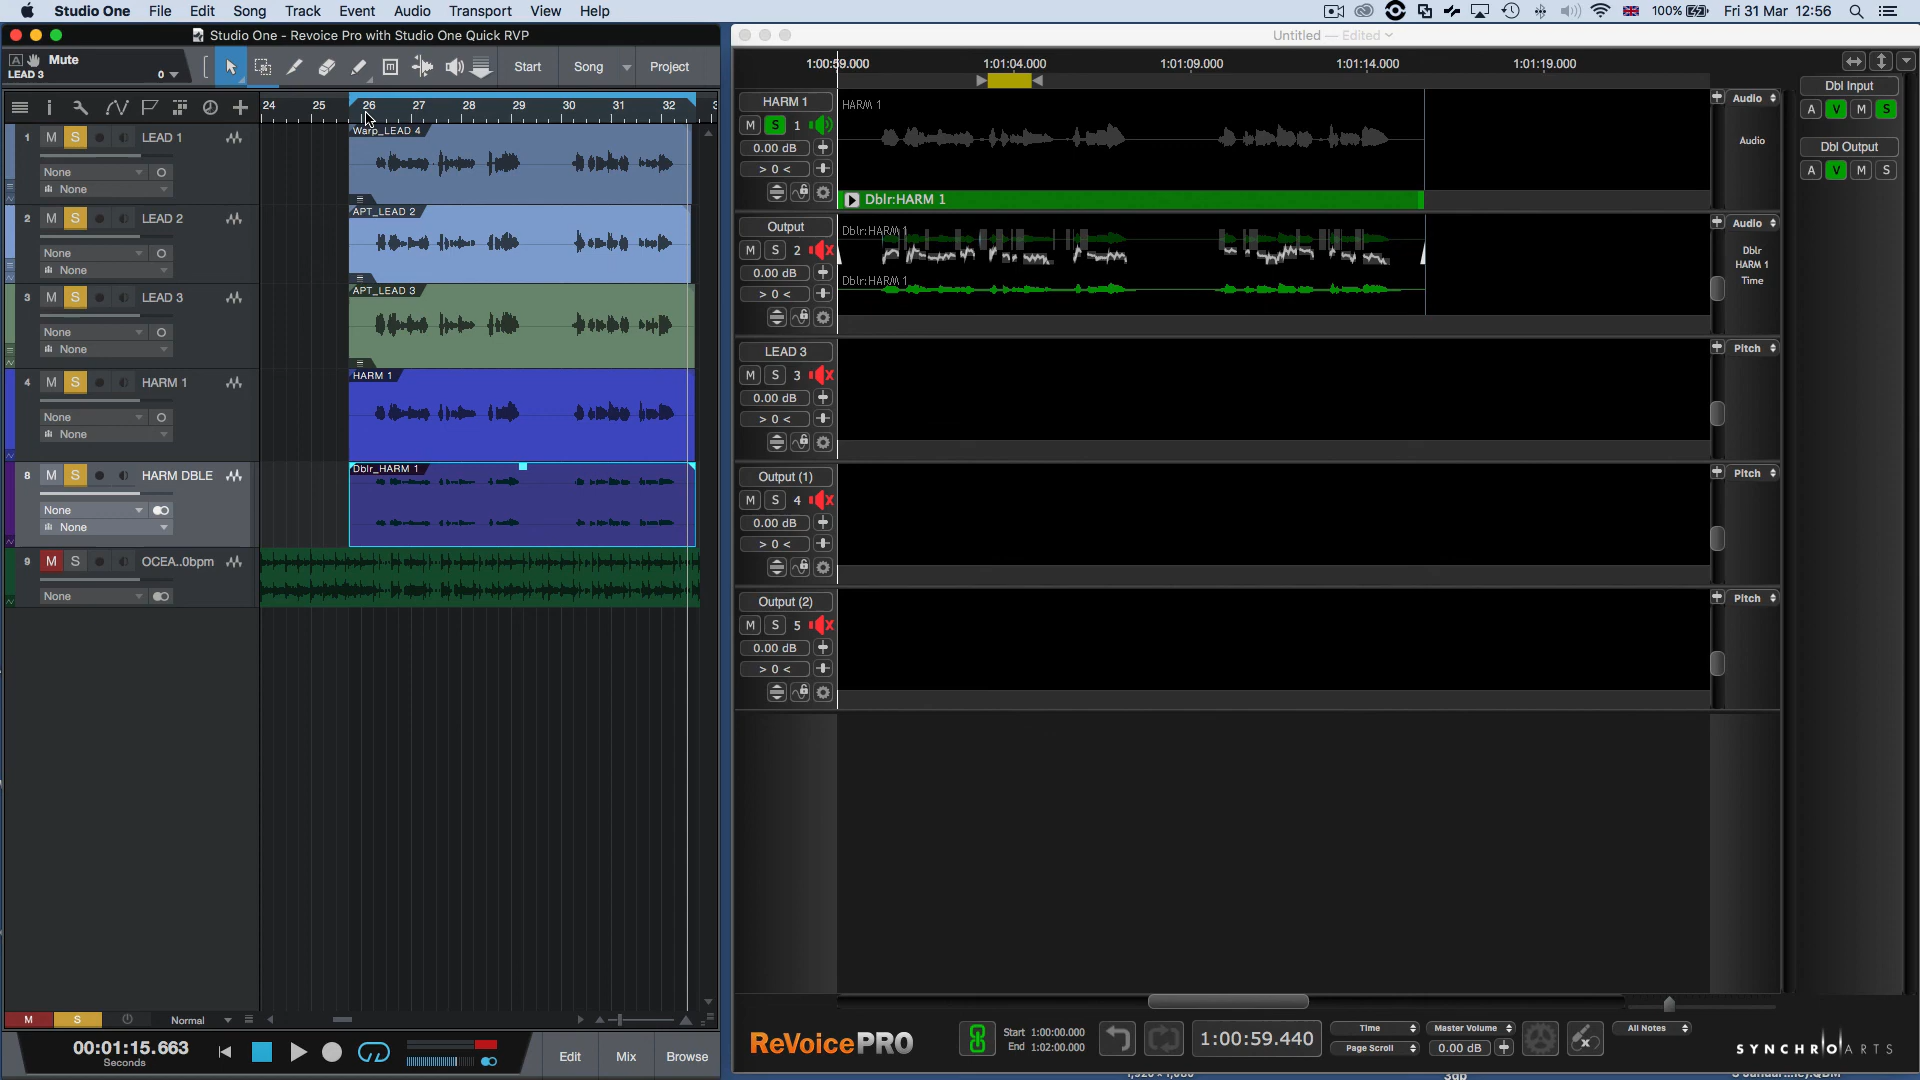 Studio One File Edit Song Track Event Audio Transport View Help
100% Fri 31 Mar 12:56
Studio One - Revoice Pro with Studio One Quick RVP
Untitled — Edited
A Mute
LEAD 3 0
Start Song Project
24 25 26 27 28 29 30 31 32
1 M S LEAD 1
None
None
Warp_LEAD 4
2 M S LEAD 2
None
None
APT_LEAD 2
3 M S LEAD 3
None
None
APT_LEAD 3
4 M S HARM 1
None
None
HARM 1
8 M S HARM DBLE
None
None
Dblr_HARM 1
9 M S OCEA..0bpm
None
M S Normal
00:01:15.663
Seconds
Edit Mix Browse
1:00:59.000 1:01:04.000 1:01:09.000 1:01:14.000 1:01:19.000
HARM 1
M S 1
0.00 dB
> 0 <
HARM 1
Dblr:HARM 1
Audio
Audio
Output
M S 2
0.00 dB
> 0 <
Dblr:HARM 1
Dblr:HARM 1
Audio
Dblr
HARM 1
Time
LEAD 3
M S 3
0.00 dB
> 0 <
Pitch
Output (1)
M S 4
0.00 dB
> 0 <
Pitch
Output (2)
M S 5
0.00 dB
> 0 <
Pitch
Dbl Input
A V M S
Dbl Output
A V M S
ReVoicePRO
Start 1:00:00.000
End 1:02:00.000
1:00:59.440
Time
Page Scroll
Master Volume
0.00 dB
All Notes
SYNCHRO ARTS